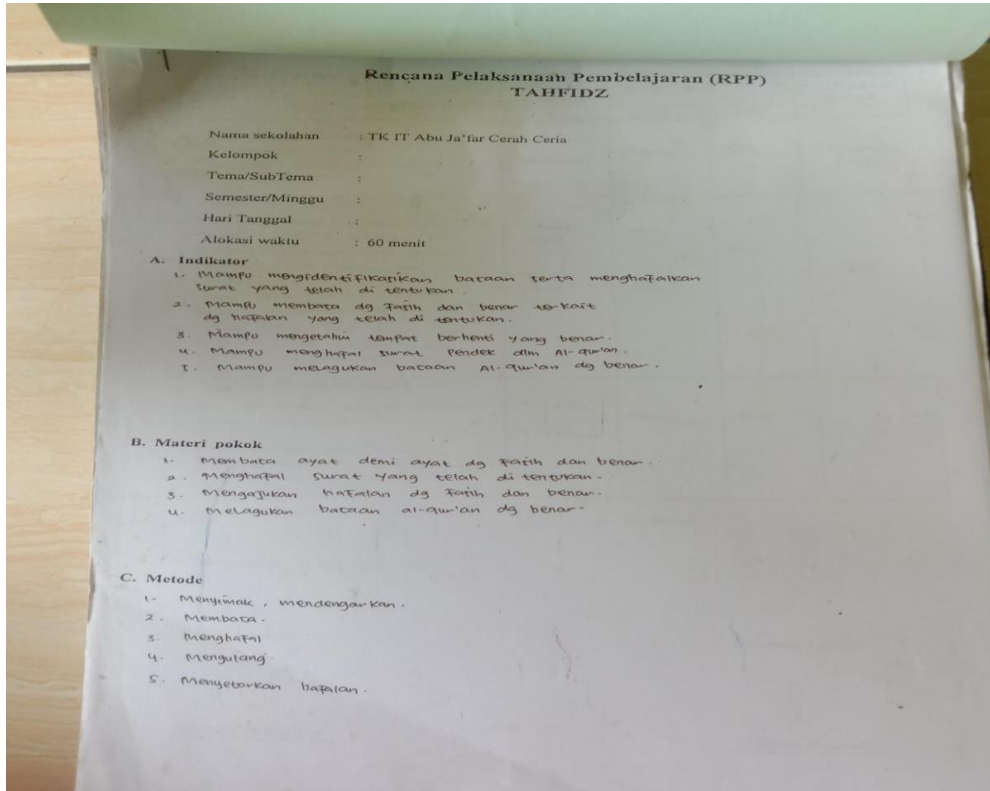 Rencana Pelaksanaan Pembelajaran (RPP)
TAHFIDZ
Nama sekolahan : TK IT Abu Ja'far Cerah Ceria
Kelompok :
Tema/SubTema :
Semester/Minggu :
Hari Tanggal :
Alokasi waktu : 60 menit
A. Indikator
1. Mampu mengidentifikasikan bacaan serta menghafalkan
surat yang telah di tentukan.
2. Mampu membaca dg Fasih dan benar terkait
dg hafalan yang telah di tentukan.
3. Mampu mengetahui tempat berhenti yang benar.
4. Mampu menghafal surat Pendek dlm Al-qur'an.
5. Mampu melagukan bacaan Al-qur'an dg benar.
B. Materi pokok
1. Membaca ayat demi ayat dg Fasih dan benar.
2. Menghafal surat yang telah di tentukan.
3. Mengajukan hafalan dg Fasih dan benar.
4. Melagukan bacaan al-qur'an dg benar.
C. Metode
1. Menyimak, mendengarkan.
2. Membaca.
3. Menghafal
4. Mengulang
5. Menyetorkan hafalan.